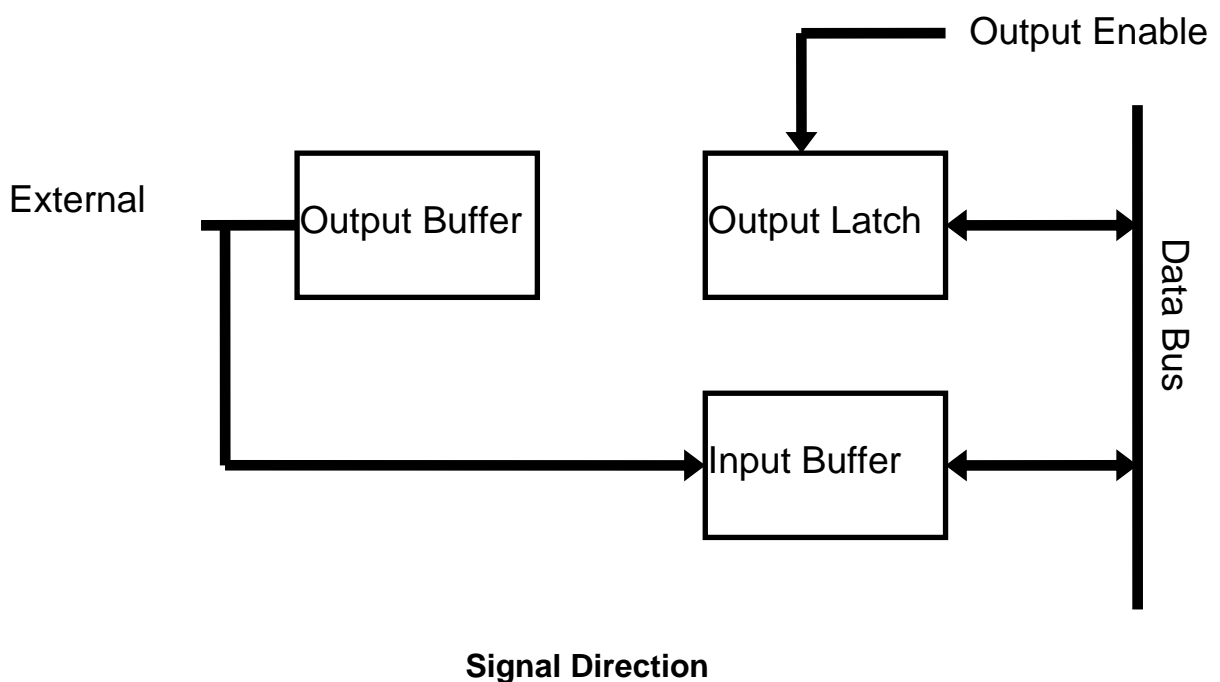 Output Enable
External
Output Buffer
Output Latch
Data Bus
Input Buffer
Signal Direction